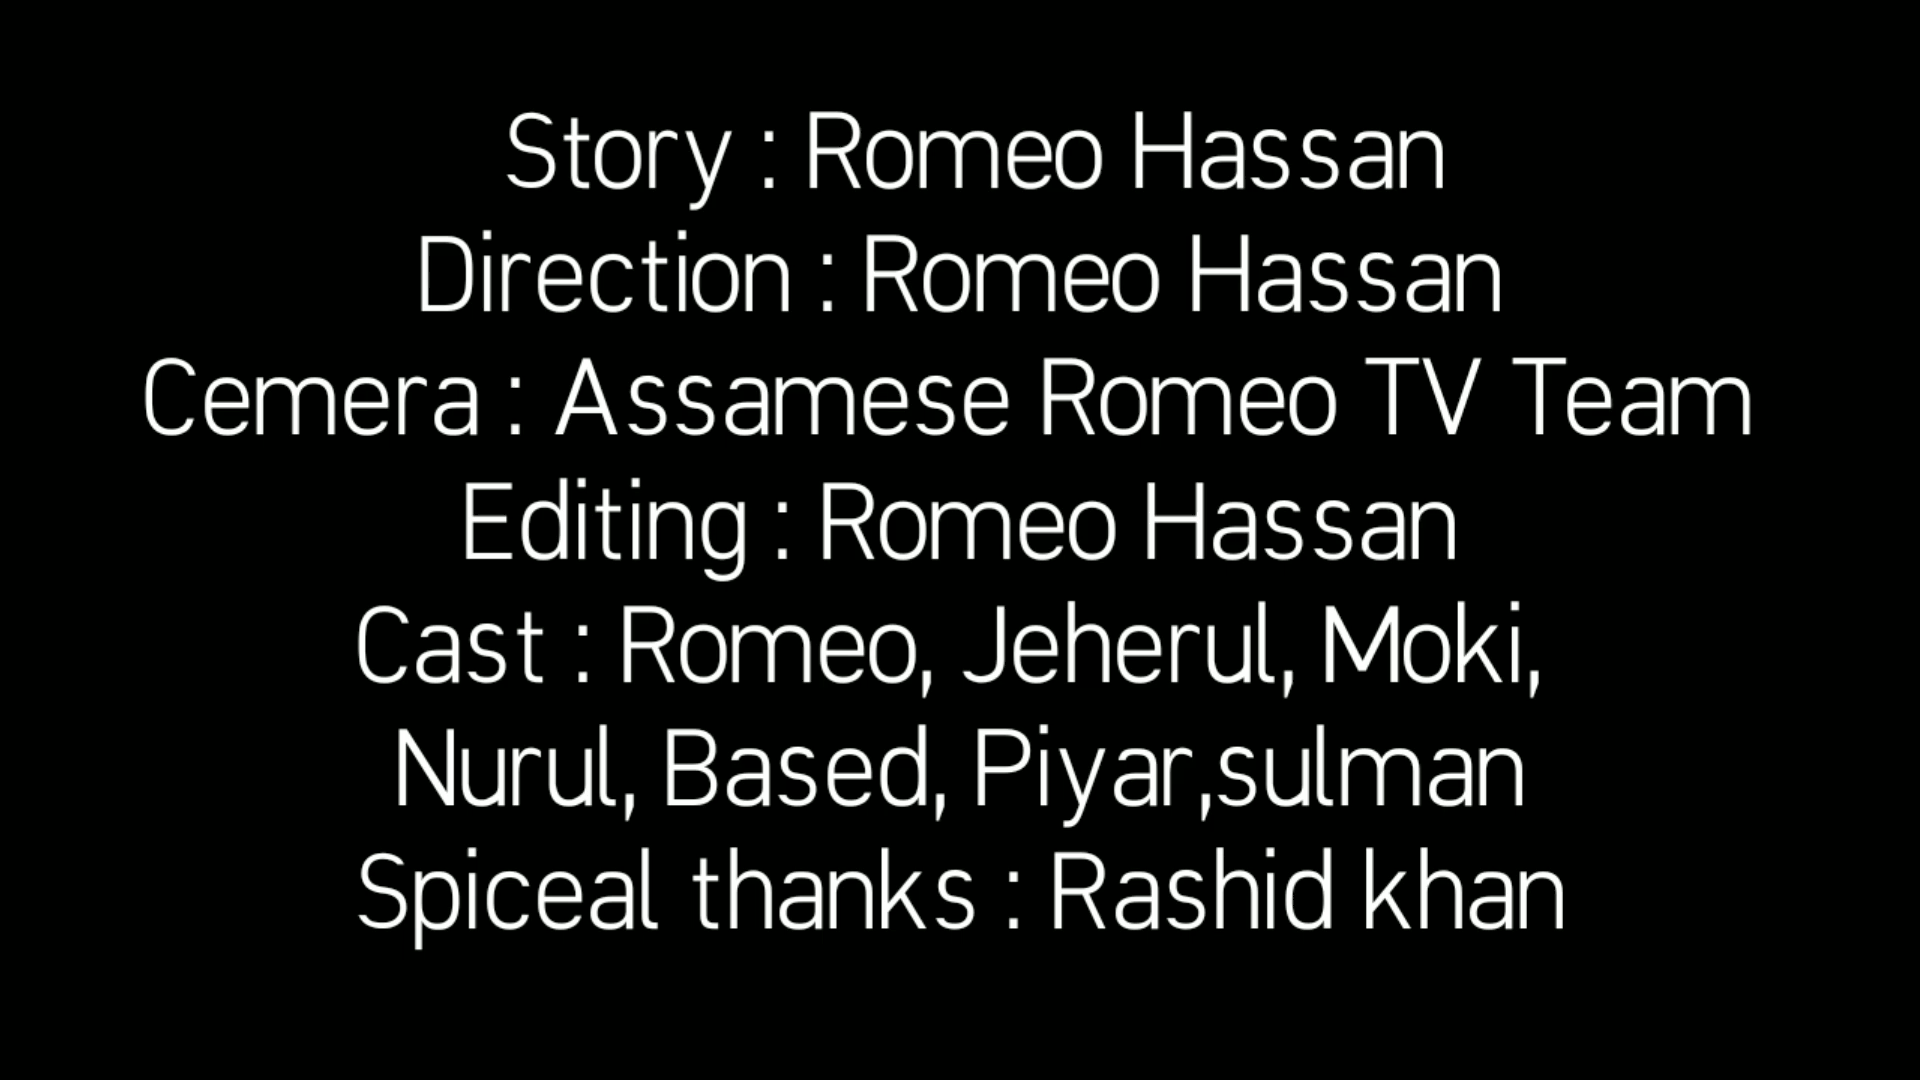 Story : Romeo Hassan
Direction : Romeo Hassan
Cemera : Assamese Romeo TV Team
Editing : Romeo Hassan
Cast : Romeo, Jeherul, Moki,
Nurul, Based, Piyar,sulman
Spiceal thanks : Rashid khan